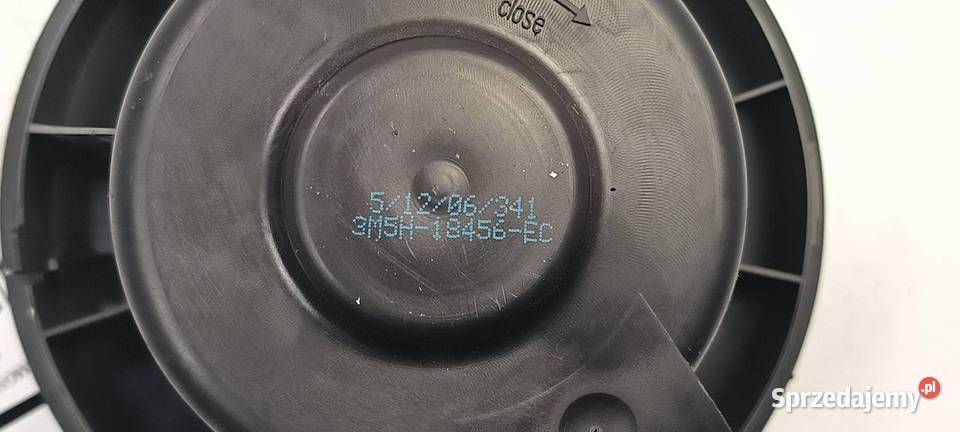 close
5/12/06/341
3M5H-18456-EC
Sprzedajemy.pl